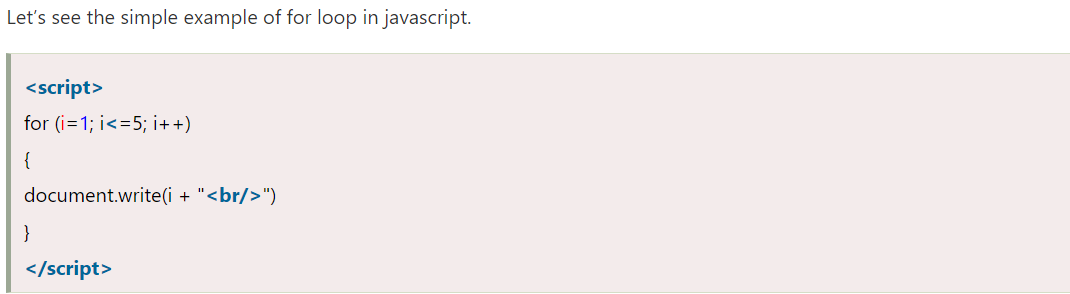 Let's see the simple example of for loop in javascript.
<script>
for (i=1; i<=5; i++)
{
document.write(i + "<br/>")
}
</script>